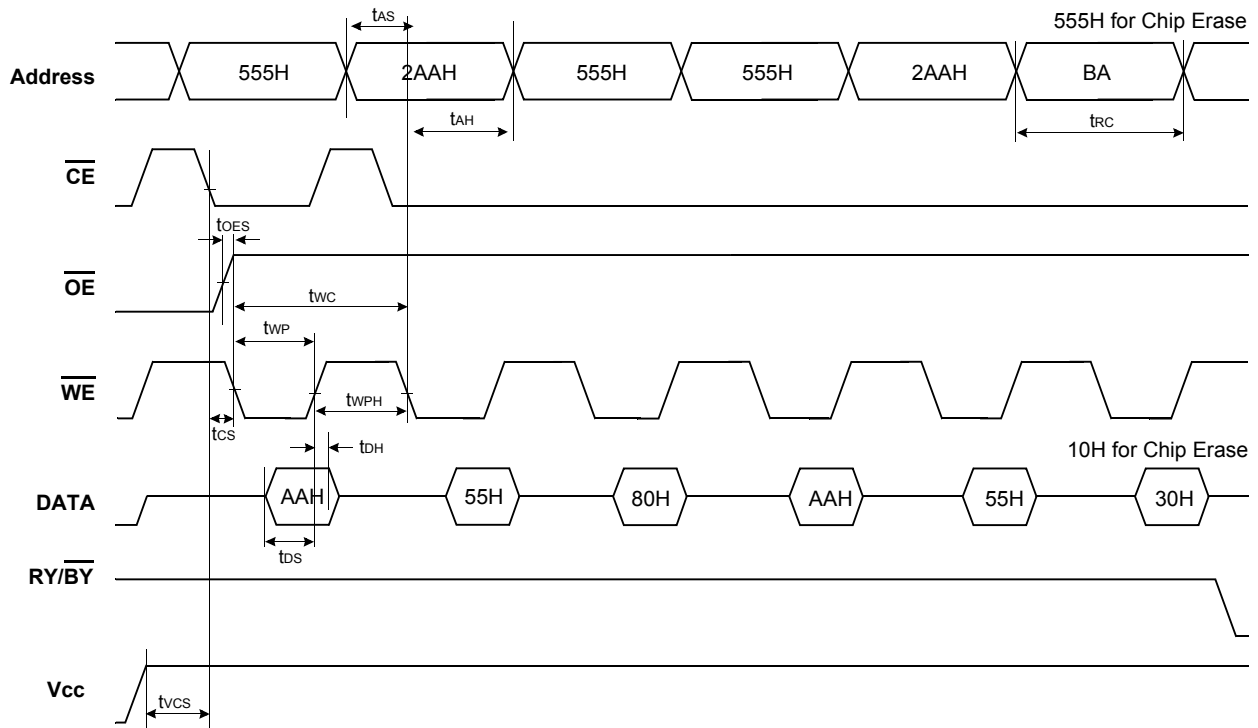 tAS
555H for Chip Erase
Address
555H
2AAH
555H
555H
2AAH
BA
tAH
tRC
CE
tOES
OE
tWC
tWP
WE
tWPH
tCS
tDH
10H for Chip Erase
DATA
AAH
55H
80H
AAH
55H
30H
tDS
RY/BY
Vcc
tVCS